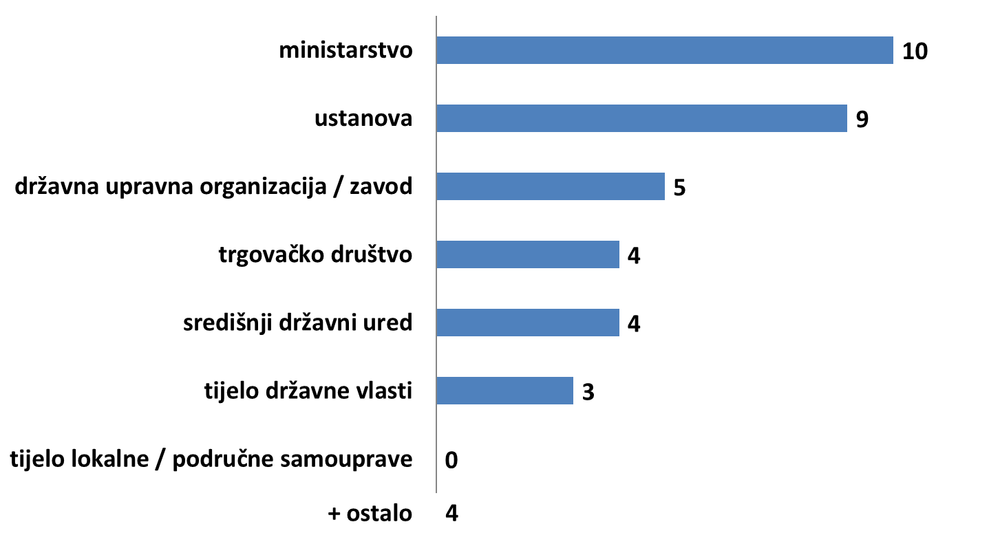 ministarstvo 10
ustanova 9
državna upravna organizacija / zavod 5
trgovačko društvo 4
središnji državni ured 4
tijelo državne vlasti 3
tijelo lokalne / područne samouprave 0
+ ostalo 4